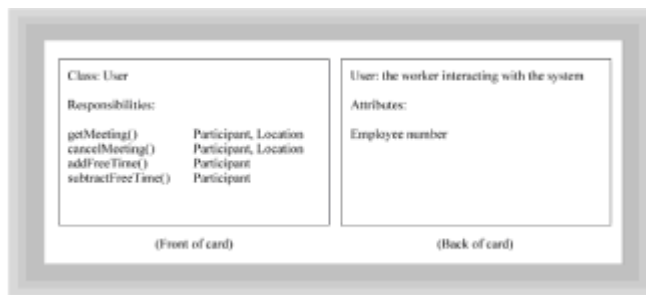 Class: User
Responsibilities:
getMeeting() Participant, Location
cancelMeeting() Participant, Location
addFreeTime() Participant
subtractFreeTime() Participant
(Front of card)
User: the worker interacting with the system
Attributes:
Employee number
(Back of card)